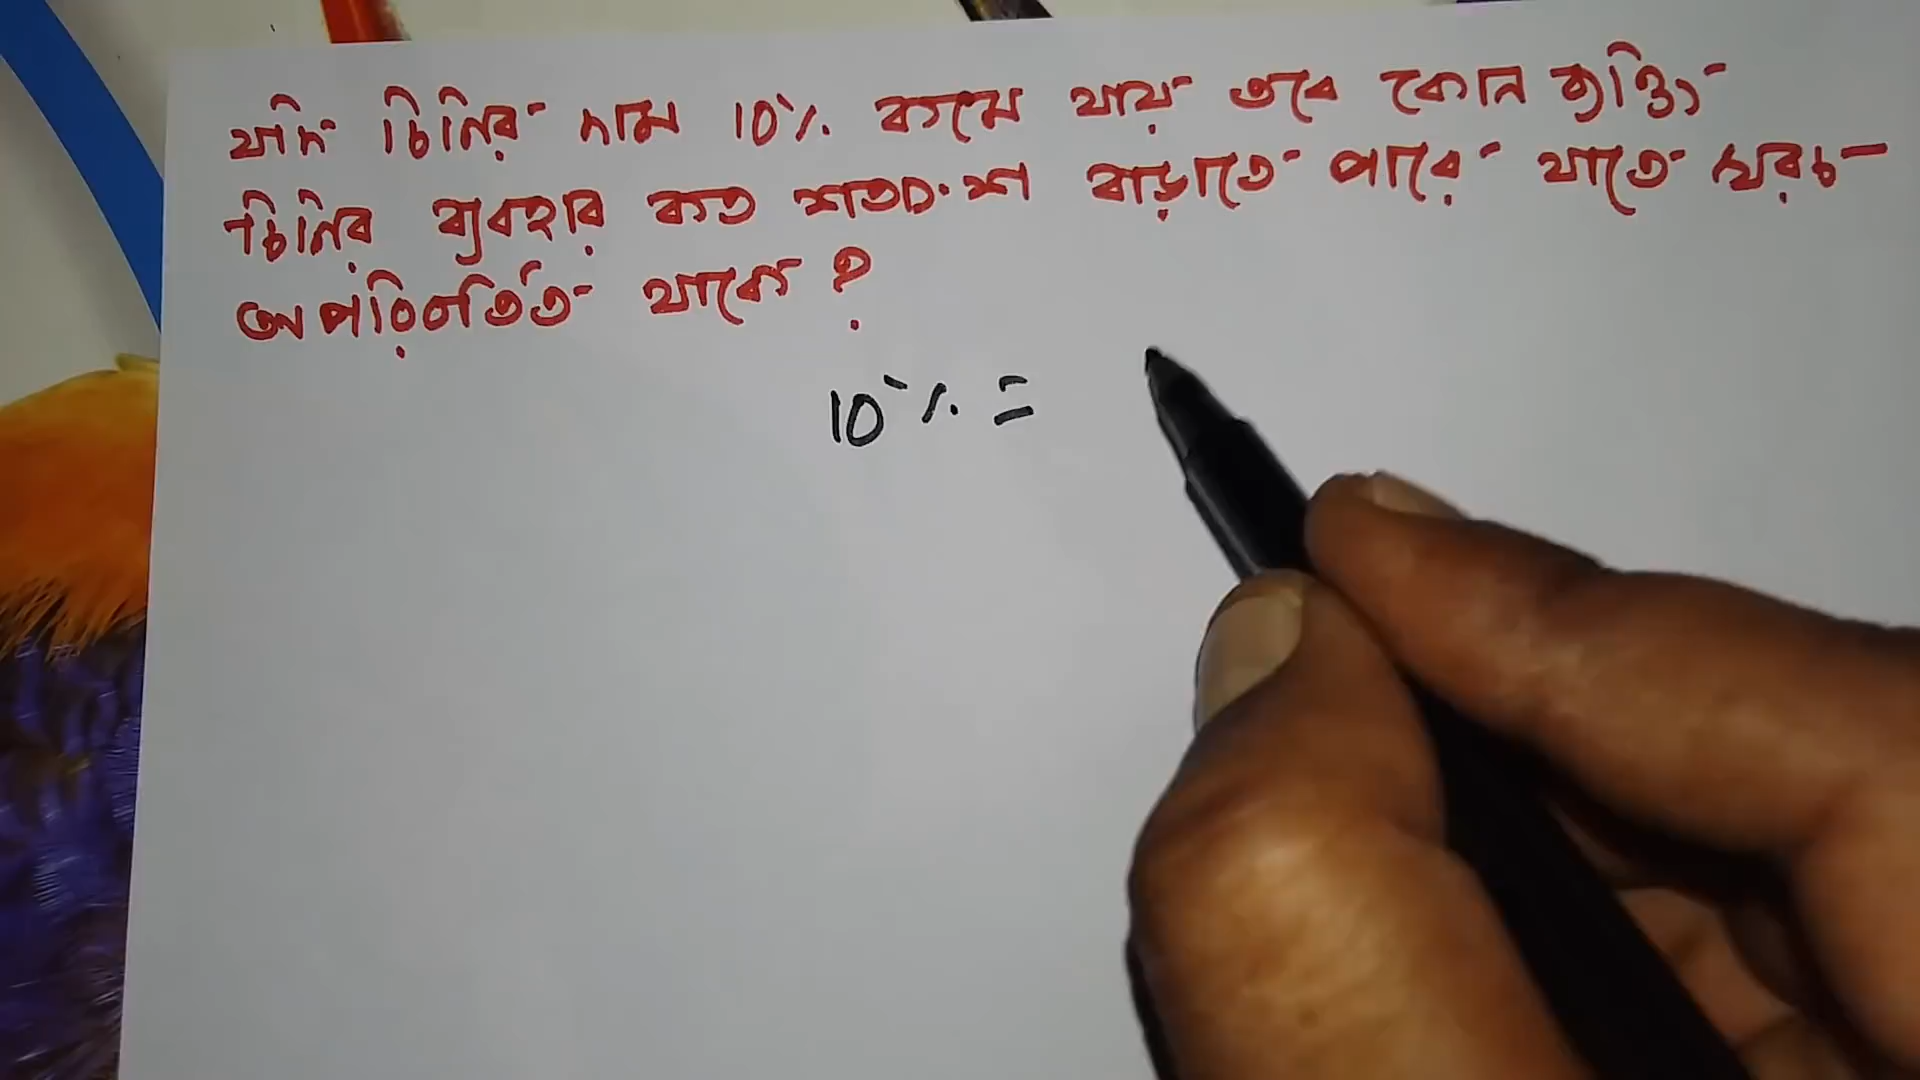 যদি চিনির দাম 10% কমে যায় তবে কোন ব্যক্তি
চিনির ব্যবহার কত শতাংশ বাড়াতে পারে যাতে খরচ
অপরিবর্তিত থাকে ?
10% =